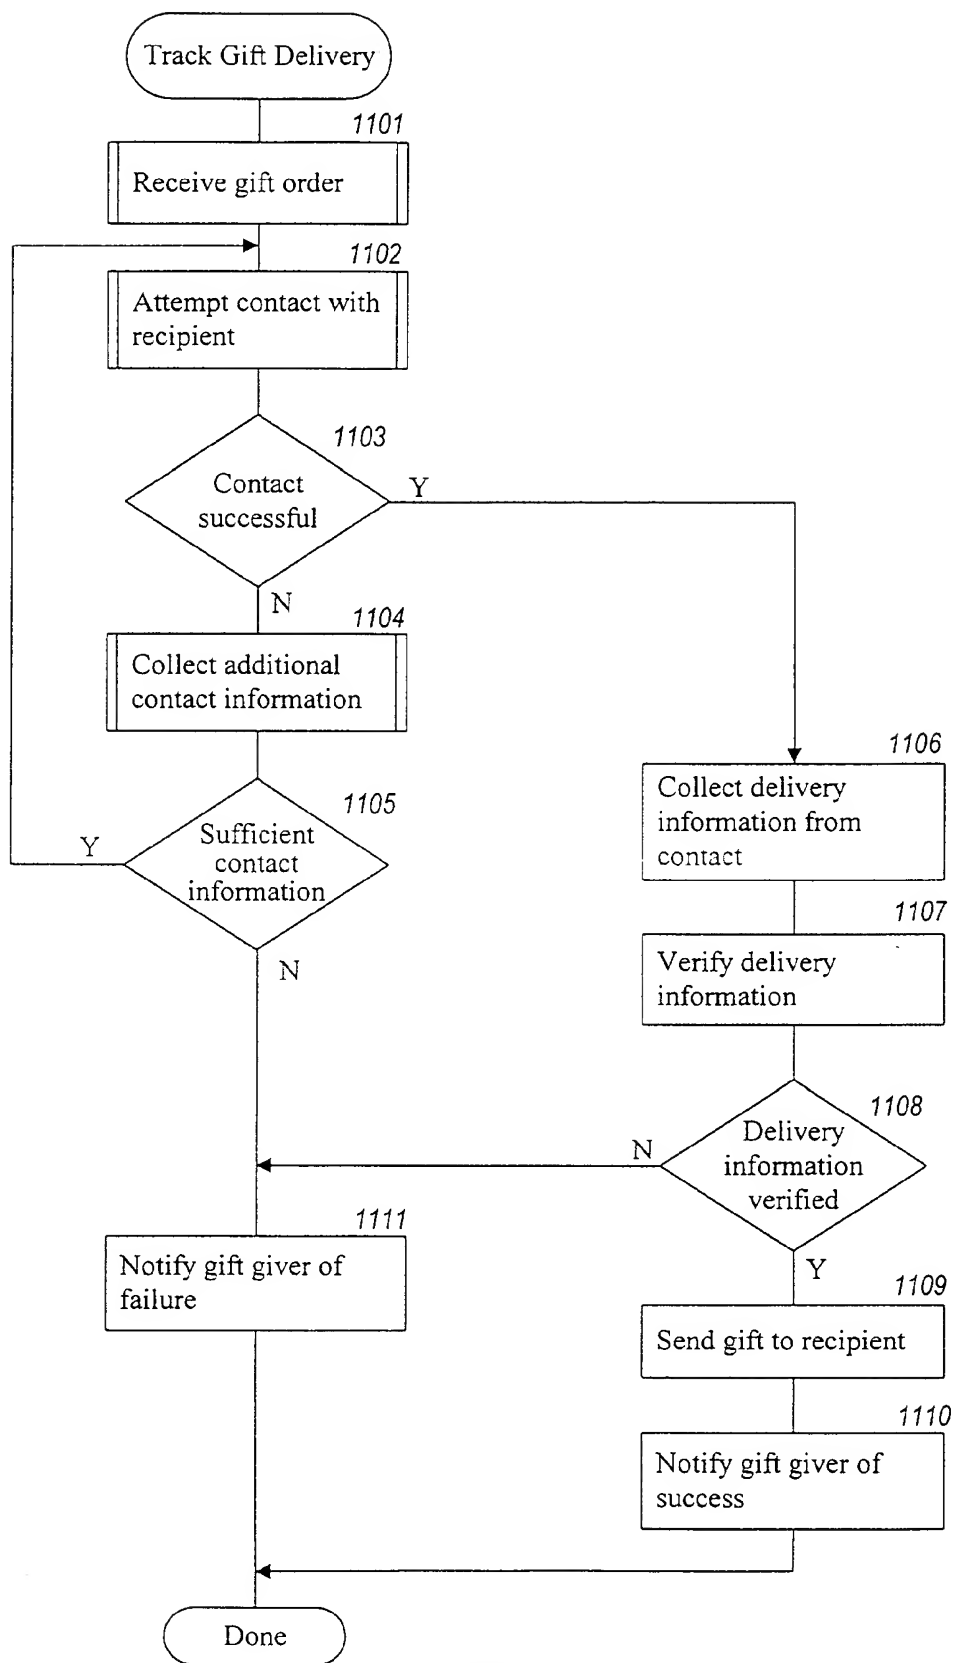 Track Gift Delivery
1101
Receive gift order
1102
Attempt contact with
recipient
1103
Contact
successful
Y
N
1104
Collect additional
contact information
1105
Sufficient
contact
information
Y
N
1106
Collect delivery
information from
contact
1107
Verify delivery
information
1108
Delivery
information
verified
N
Y
1109
Send gift to recipient
1110
Notify gift giver of
success
1111
Notify gift giver of
failure
Done